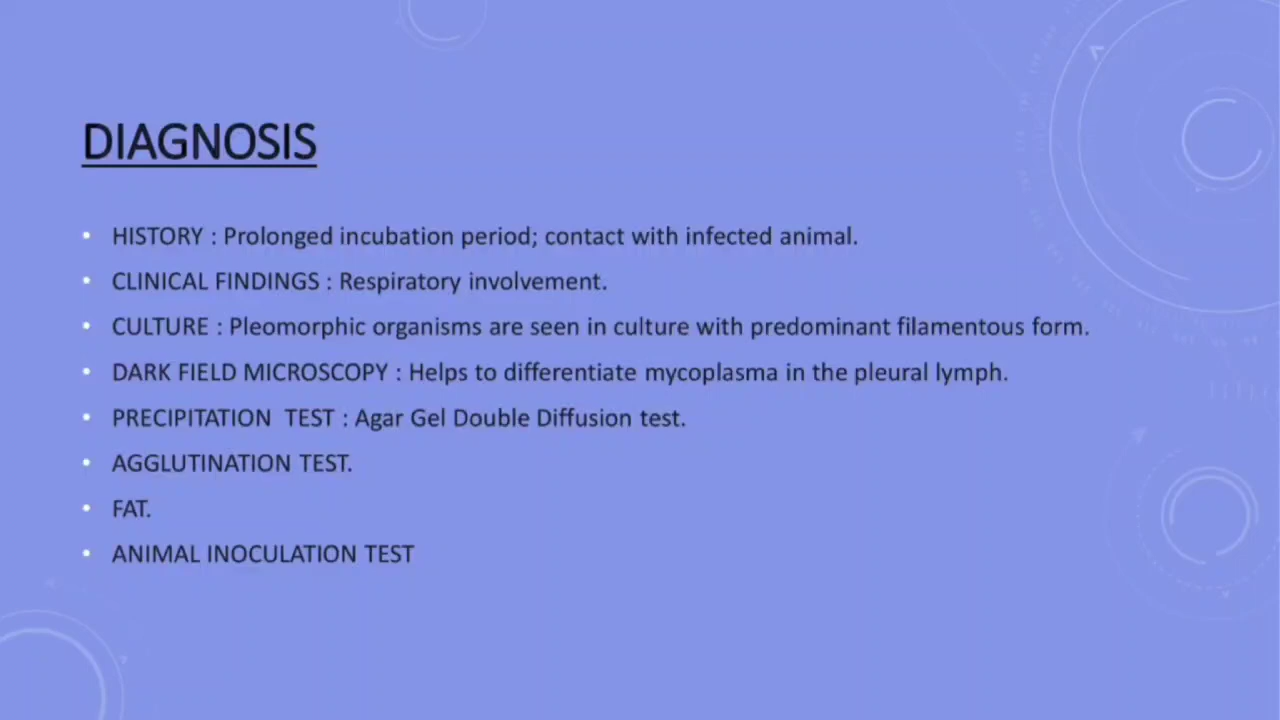 DIAGNOSIS
• HISTORY : Prolonged incubation period; contact with infected animal.
• CLINICAL FINDINGS : Respiratory involvement.
• CULTURE : Pleomorphic organisms are seen in culture with predominant filamentous form.
• DARK FIELD MICROSCOPY : Helps to differentiate mycoplasma in the pleural lymph.
• PRECIPITATION TEST : Agar Gel Double Diffusion test.
• AGGLUTINATION TEST.
• FAT.
• ANIMAL INOCULATION TEST